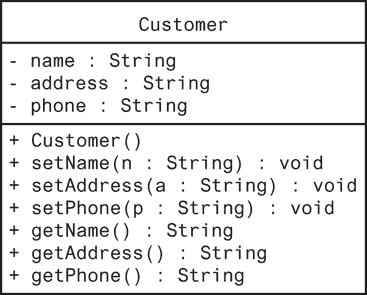 Customer
- name : String
- address : String
- phone : String
+ Customer()
+ setName(n : String) : void
+ setAddress(a : String) : void
+ setPhone(p : String) : void
+ getName() : String
+ getAddress() : String
+ getPhone() : String